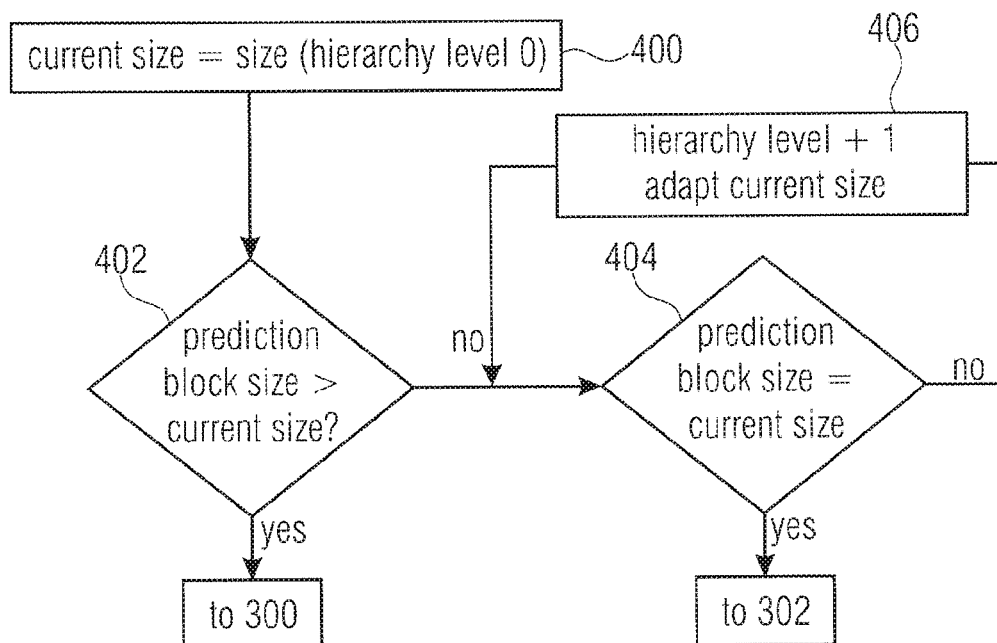 current size = size (hierarchy level 0)
400
406
hierarchy level + 1
adapt current size
402
prediction
block size >
current size?
no
404
prediction
block size =
current size
no
yes
to 300
yes
to 302